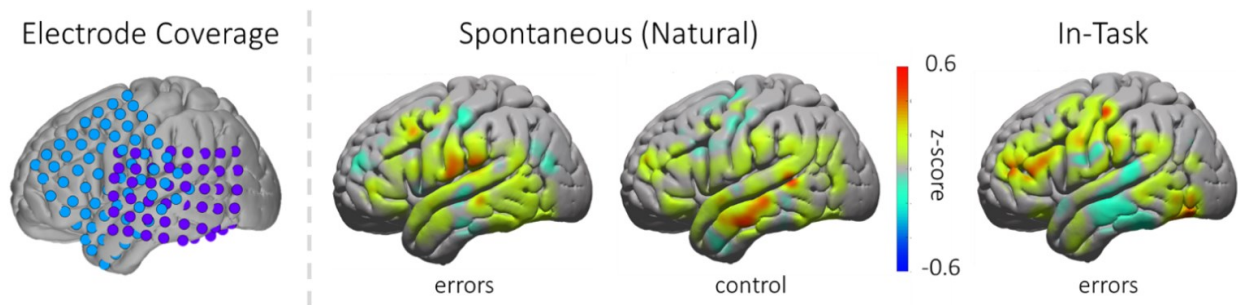 Electrode Coverage
Spontaneous (Natural)
In-Task
0.6
z-score
-0.6
errors
control
errors